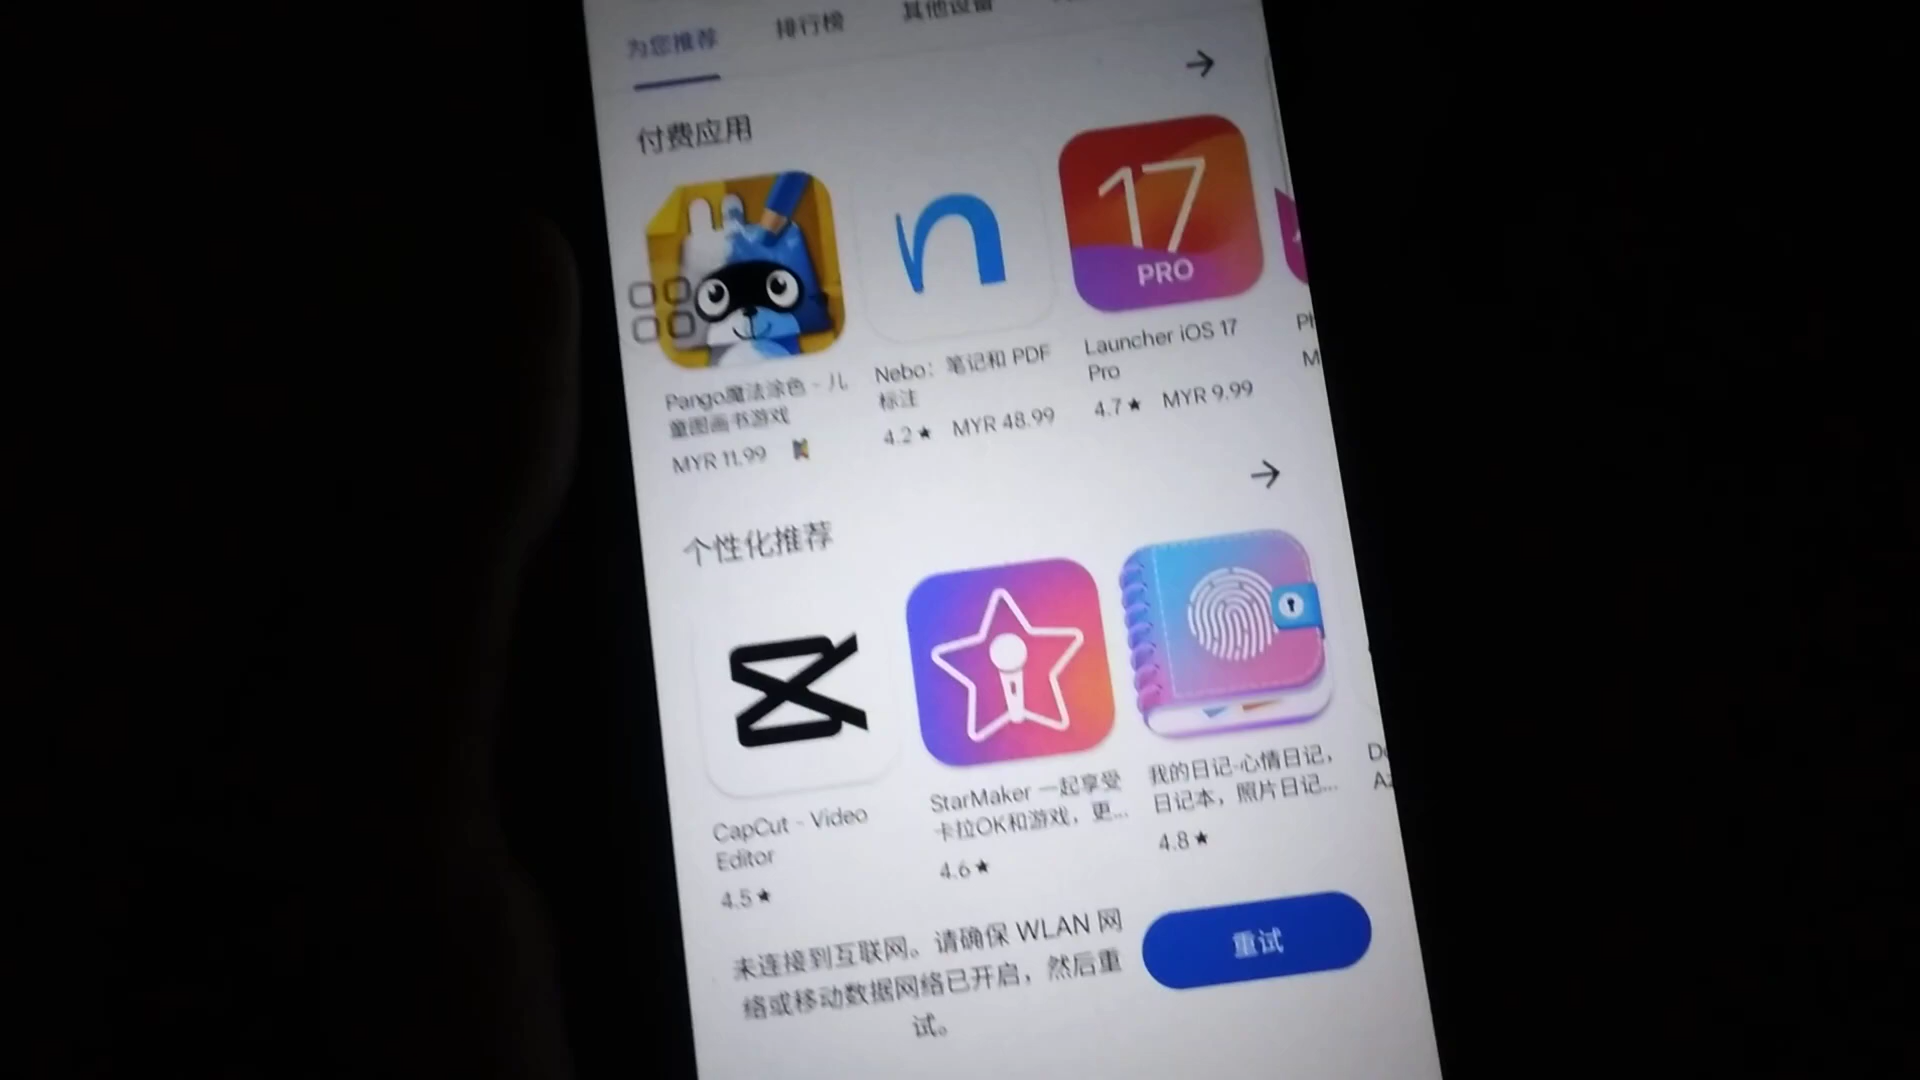 为您推荐
排行榜
其他设备
付费应用
17
PRO
Pango魔法涂色 - 儿
童图画书游戏
MYR 11.99
Nebo：笔记和 PDF
标注
4.2★ MYR 48.99
Launcher iOS 17
Pro
4.7★ MYR 9.99
个性化推荐
CapCut - Video
Editor
4.5★
StarMaker 一起享受
卡拉OK和游戏，更...
4.6★
我的日记-心情日记，
日记本，照片日记...
4.8★
未连接到互联网。请确保 WLAN 网
络或移动数据网络已开启，然后重
试。
重试